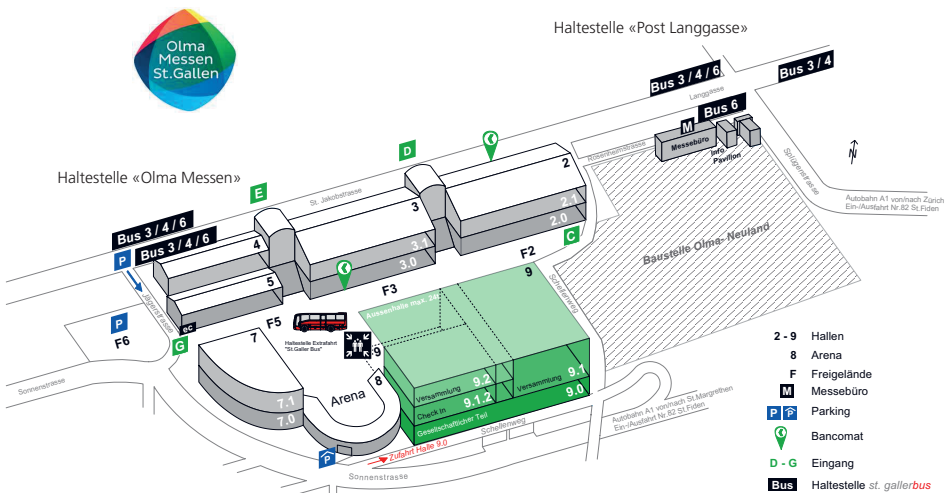 Olma
Messen
St.Gallen
Haltestelle «Post Langgasse»
Bus 3 / 4 / 6
Bus 3 / 4
Langgässe
Bus 6
M
Messebüro
Info
Pavillon
Rosenheimstrasse
Splügenstrasse
N
Autobahn A1 von/nach Zürich
Ein-/Ausfahrt Nr.82 St.Fiden
Haltestelle «Olma Messen»
D
E
St. Jakobstrasse
2
2.1
2.0
3
3.1
3.0
C
Baustelle Olma- Neuland
Bus 3 / 4 / 6
Bus 3 / 4 / 6
P
4
5
F2
F3
F5
9
Schellenweg
Jägerstrasse
P
F6
ec
G
Sonnenstrasse
Haltestelle Extrafahrt
"St.Galler Bus"
Aussenhalle max.
9
7
7.1
7.0
8
Arena
Versammlung
9.2
Versammlung
9.1
Check in
9.1.2
9.0
Gesellschaftlicher Teil
Schellenweg
Zufahrt Halle 9.0
P
Sonnenstrasse
Autobahn A1 von/nach St.Margrethen
Ein-/Ausfahrt Nr.82 St.Fiden
2 - 9 Hallen
8 Arena
F Freigelände
M Messebüro
P P Parking
Bancomat
D - G Eingang
Bus Haltestelle st. gallerbus